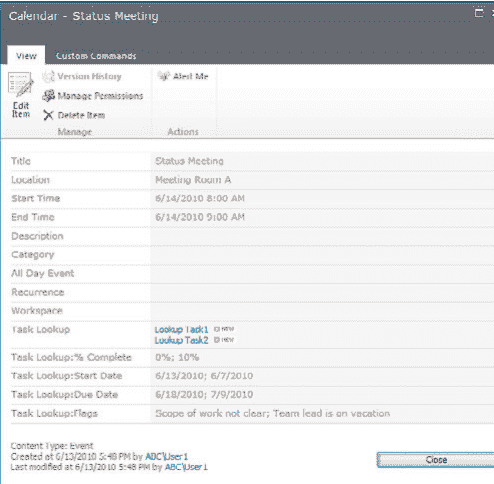 Calendar - Status Meeting
View Custom Commands
Edit Item
Version History
Manage Permissions
Delete Item
Manage
Alert Me
Actions
Title Status Meeting
Location Meeting Room A
Start Time 6/14/2010 8:00 AM
End Time 6/14/2010 9:00 AM
Description
Category
All Day Event
Recurrence
Workspace
Task Lookup Lookup Task1 NEW
Lookup Task2 NEW
Task Lookup:% Complete 0%; 10%
Task Lookup:Start Date 6/13/2010; 6/7/2010
Task Lookup:Due Date 6/18/2010; 7/9/2010
Task Lookup:Flags Scope of work not clear; Team lead is on vacation
Content Type: Event
Created at 6/13/2010 5:48 PM by ABC\User1
Last modified at 6/13/2010 5:48 PM by ABC\User1
Close